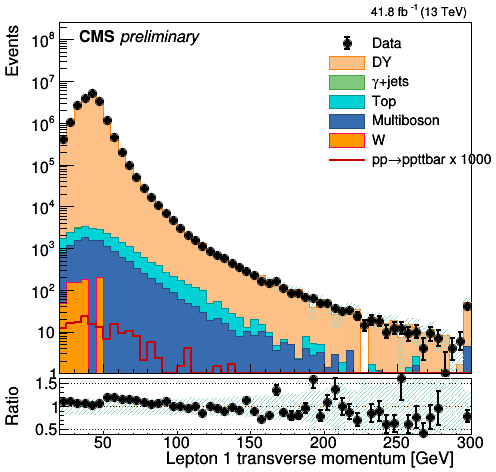 41.8 fb⁻¹ (13 TeV)
CMS preliminary
Events
10⁸
10⁷
10⁶
10⁵
10⁴
10³
10²
10
1
Data
DY
γ+jets
Top
Multiboson
W
pp→ppttbar x 1000
Ratio
1.5
1
0.5
50 100 150 200 250 300
Lepton 1 transverse momentum [GeV]